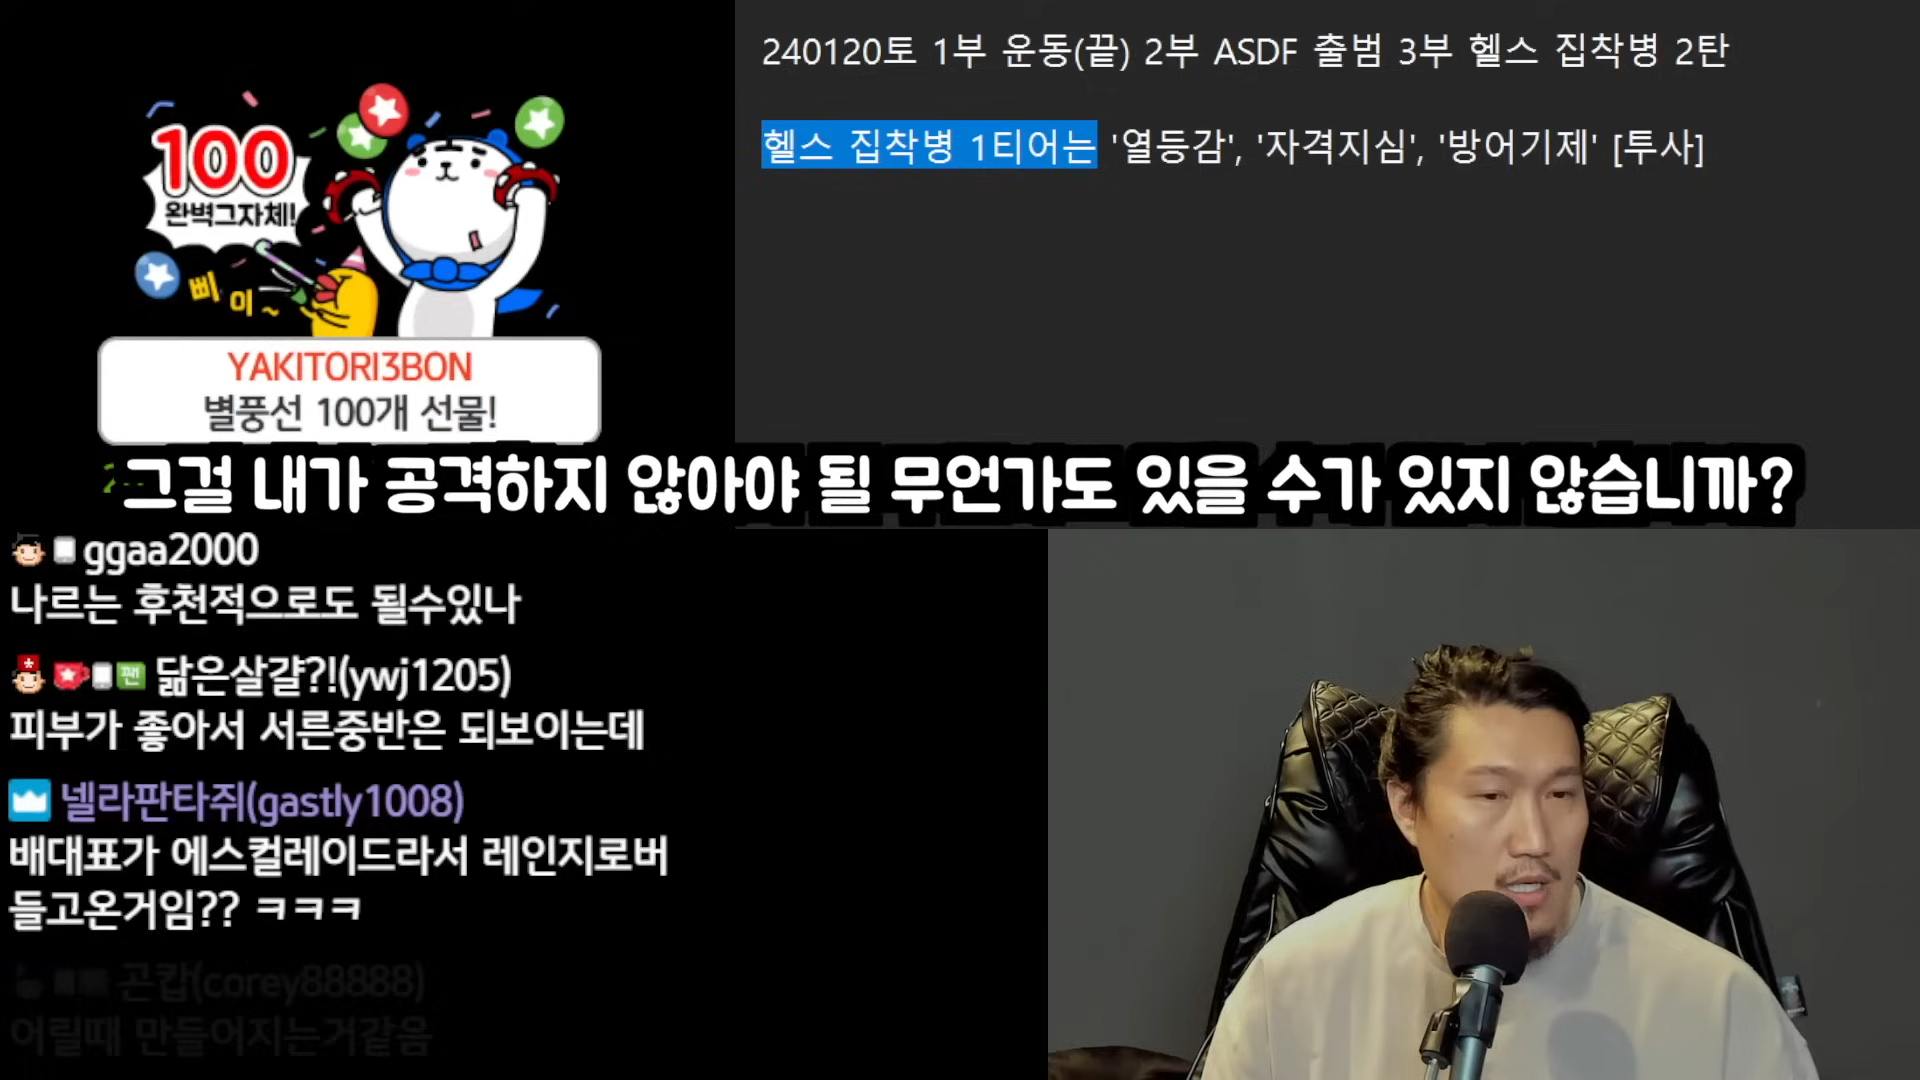 240120토 1부 운동(끝) 2부 ASDF 출범 3부 헬스 집착병 2탄
헬스 집착병 1티어는 '열등감', '자격지심', '방어기제' [투사]
100
완벽그자체!
삐이~
YAKITORI3BON
별풍선 100개 선물!
그걸 내가 공격하지 않아야 될 무언가도 있을 수가 있지 않습니까?
ggaa2000
나르는 후천적으로도 될수있나
팬 닮은살걀?!(ywj1205)
피부가 좋아서 서른중반은 되보이는데
넬라판타쥐(gastly1008)
배대표가 에스컬레이드라서 레인지로버
들고온거임?? ㅋㅋㅋ
곤캅(corey88888)
어릴때 만들어지는거같음